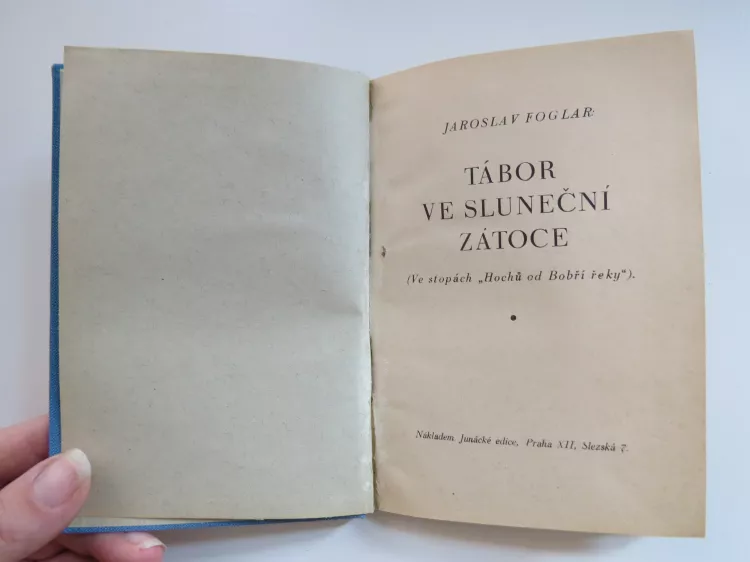 JAROSLAV FOGLAR:
TÁBOR
VE SLUNEČNÍ
ZÁTOCE
(Ve stopách „Hochů od Bobří řeky“).
Nákladem Junácké edice, Praha XII, Slezská 7.